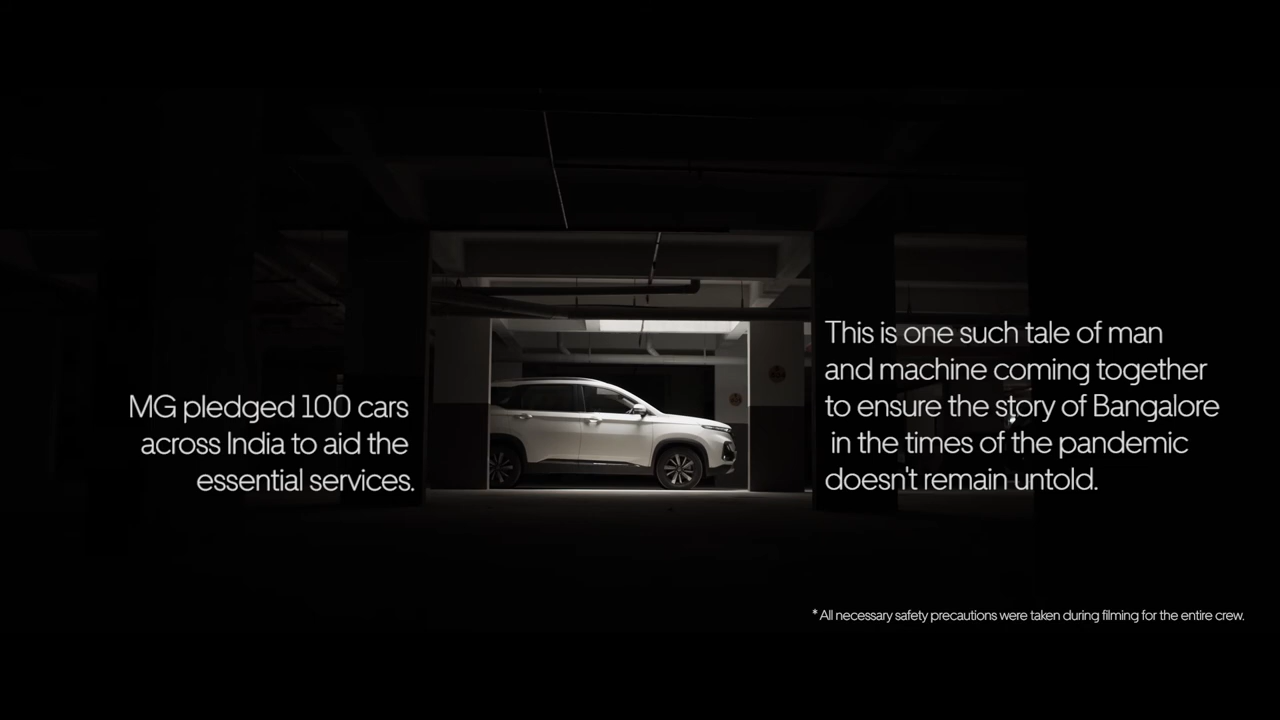 MG pledged 100 cars
across India to aid the
essential services.
This is one such tale of man
and machine coming together
to ensure the story of Bangalore
in the times of the pandemic
doesn't remain untold.
* All necessary safety precautions were taken during filming for the entire crew.